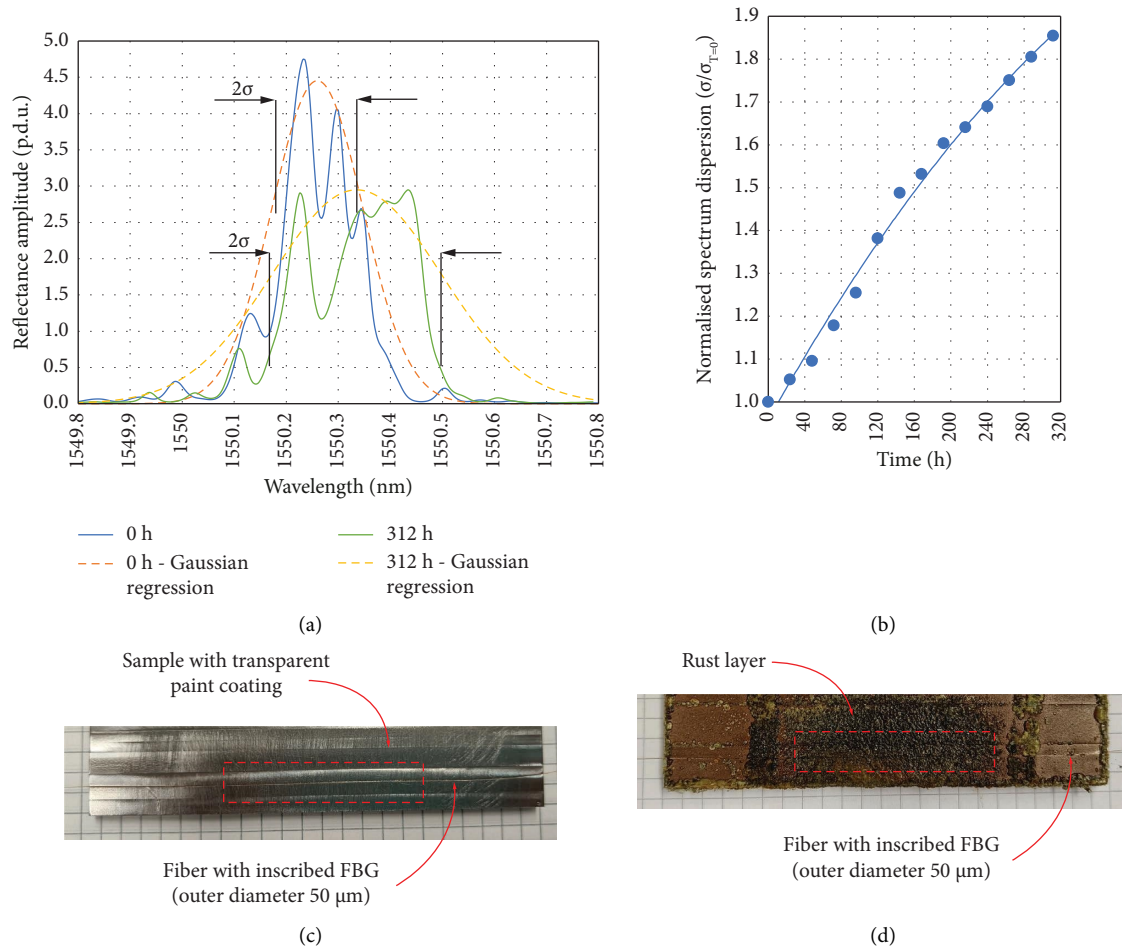 5.0
4.5
4.0
3.5
3.0
2.5
2.0
1.5
1.0
0.5
0.0
Reflectance amplitude (p.d.u.)
2σ
2σ
1549.8
1549.9
1550
1550.1
1550.2
1550.3
1550.4
1550.5
1550.6
1550.7
1550.8
Wavelength (nm)
0 h
0 h - Gaussian
regression
312 h
312 h - Gaussian
regression
(a)
1.9
1.8
1.7
1.6
1.5
1.4
1.3
1.2
1.1
1.0
Normalised spectrum dispersion (σ/σT=0)
0
40
80
120
160
200
240
280
320
Time (h)
(b)
Sample with transparent
paint coating
Fiber with inscribed FBG
(outer diameter 50 μm)
(c)
Rust layer
Fiber with inscribed FBG
(outer diameter 50 μm)
(d)